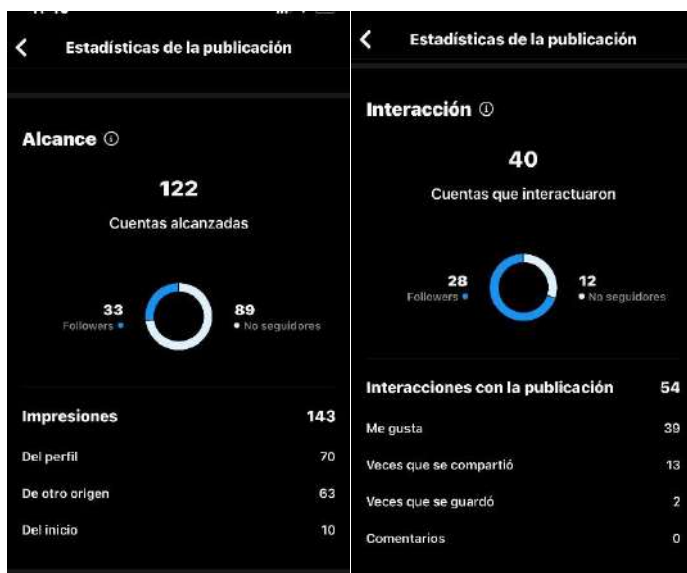 Estadísticas de la publicación
Alcance
122
Cuentas alcanzadas
33
Followers
89
No seguidores
Impresiones 143
Del perfil 70
De otro origen 63
Del inicio 10
Estadísticas de la publicación
Interacción
40
Cuentas que interactuaron
28
Followers
12
No seguidores
Interacciones con la publicación 54
Me gusta 39
Veces que se compartió 13
Veces que se guardó 2
Comentarios 0